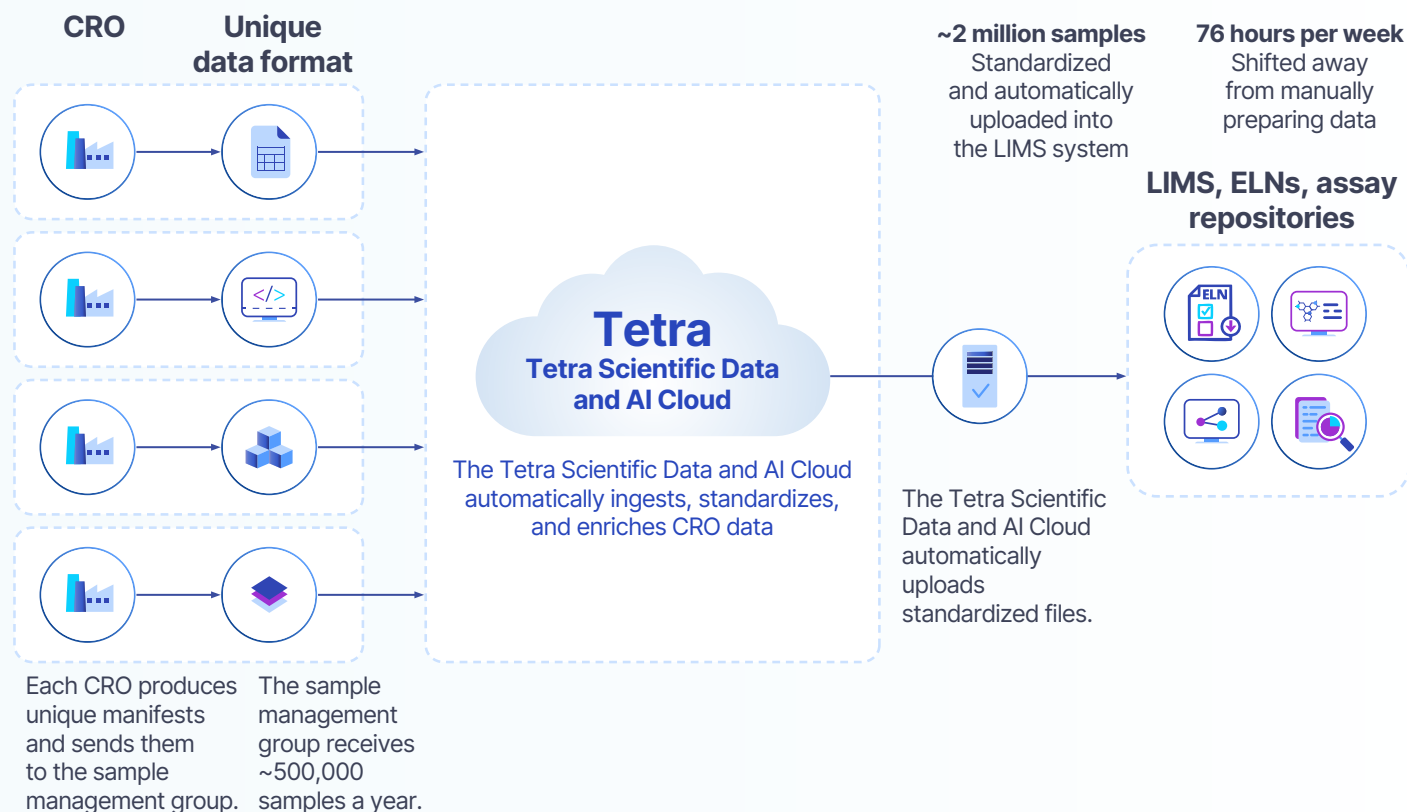 CRO
Unique
data format
~2 million samples
Standardized
and automatically
uploaded into
the LIMS system
76 hours per week
Shifted away
from manually
preparing data
LIMS, ELNs, assay
repositories
ELN
</>
Tetra
Tetra Scientific Data
and AI Cloud
The Tetra Scientific Data and AI Cloud
automatically ingests, standardizes,
and enriches CRO data
The Tetra Scientific
Data and AI Cloud
automatically
uploads
standardized files.
Each CRO produces
unique manifests
and sends them
to the sample
management group.
The sample
management
group receives
~500,000
samples a year.